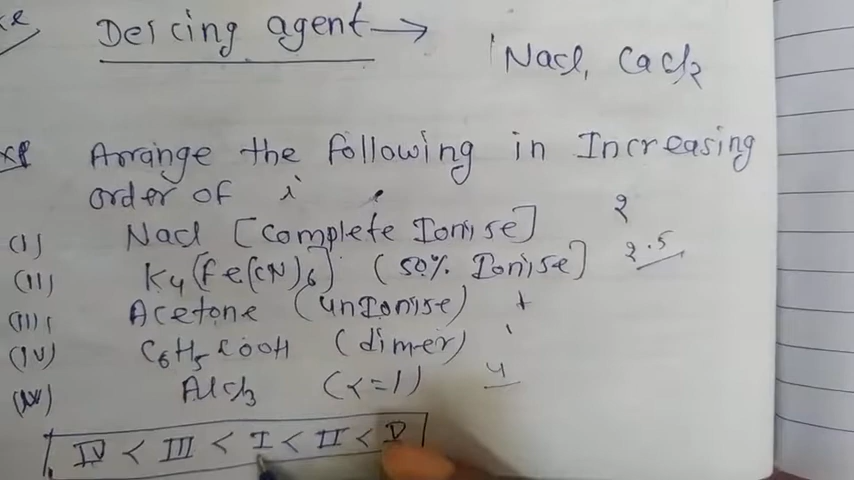 Deicing agent →
NaCl, CaCl2
Arrange the following in Increasing
order of i
(I) NaCl [Complete Ionise] 2
(II) K4(Fe(CN)6] (50% Ionise] 2.5
(III) Acetone (unIonise)
(IV) C6H5COOH (dimer)
AlCl3 (α=1) 4
IV < III < I < II < V